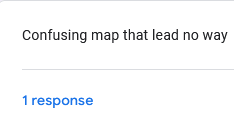 Confusing map that lead no way
1 response